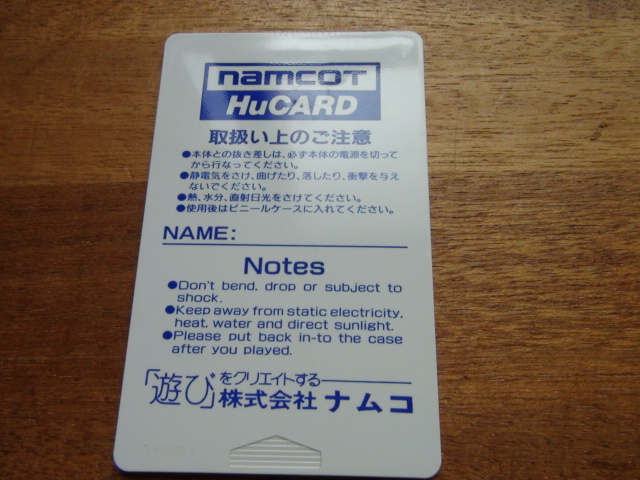 namcot
HuCARD
取扱い上のご注意
●本体との抜き差しは、必ず本体の電源を切って
から行なってください。
●静電気をさけ、曲げたり、落したり、衝撃を与え
ないでください。
●熱、水分、直射日光をさけてください。
●使用後はビニールケースに入れてください。
NAME:
Notes
●Don't bend, drop or subject to
shock.
●Keep away from static electricity,
heat, water and direct sunlight.
●Please put back in-to the case
after you played.
「遊び」をクリエイトする
株式会社 ナムコ